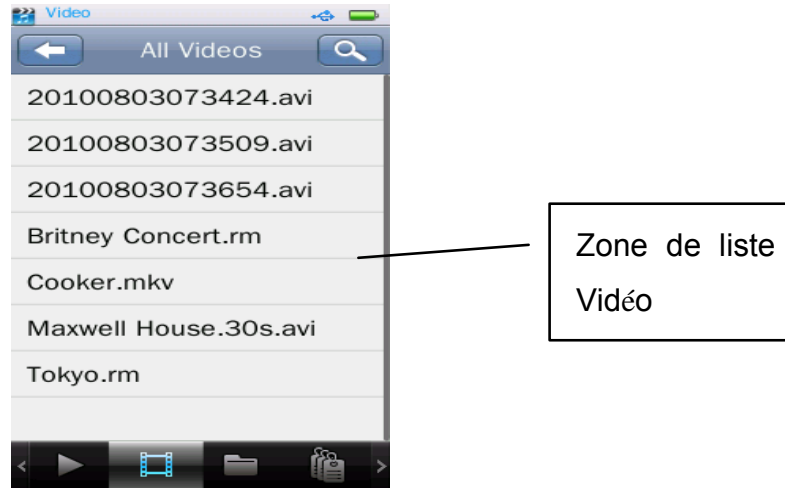 Video
All Videos
20100803073424.avi
20100803073509.avi
20100803073654.avi
Britney Concert.rm
Cooker.mkv
Maxwell House.30s.avi
Tokyo.rm
Zone de liste
Vidéo